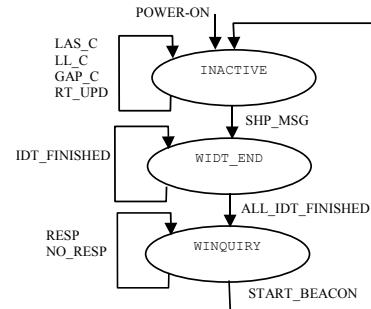 POWER-ON
LAS_C
LL_C
GAP_C
RT_UPD
INACTIVE
SHP_MSG
IDT_FINISHED
WIDT_END
ALL_IDT_FINISHED
RESP
NO_RESP
WINQUIRY
START_BEACON